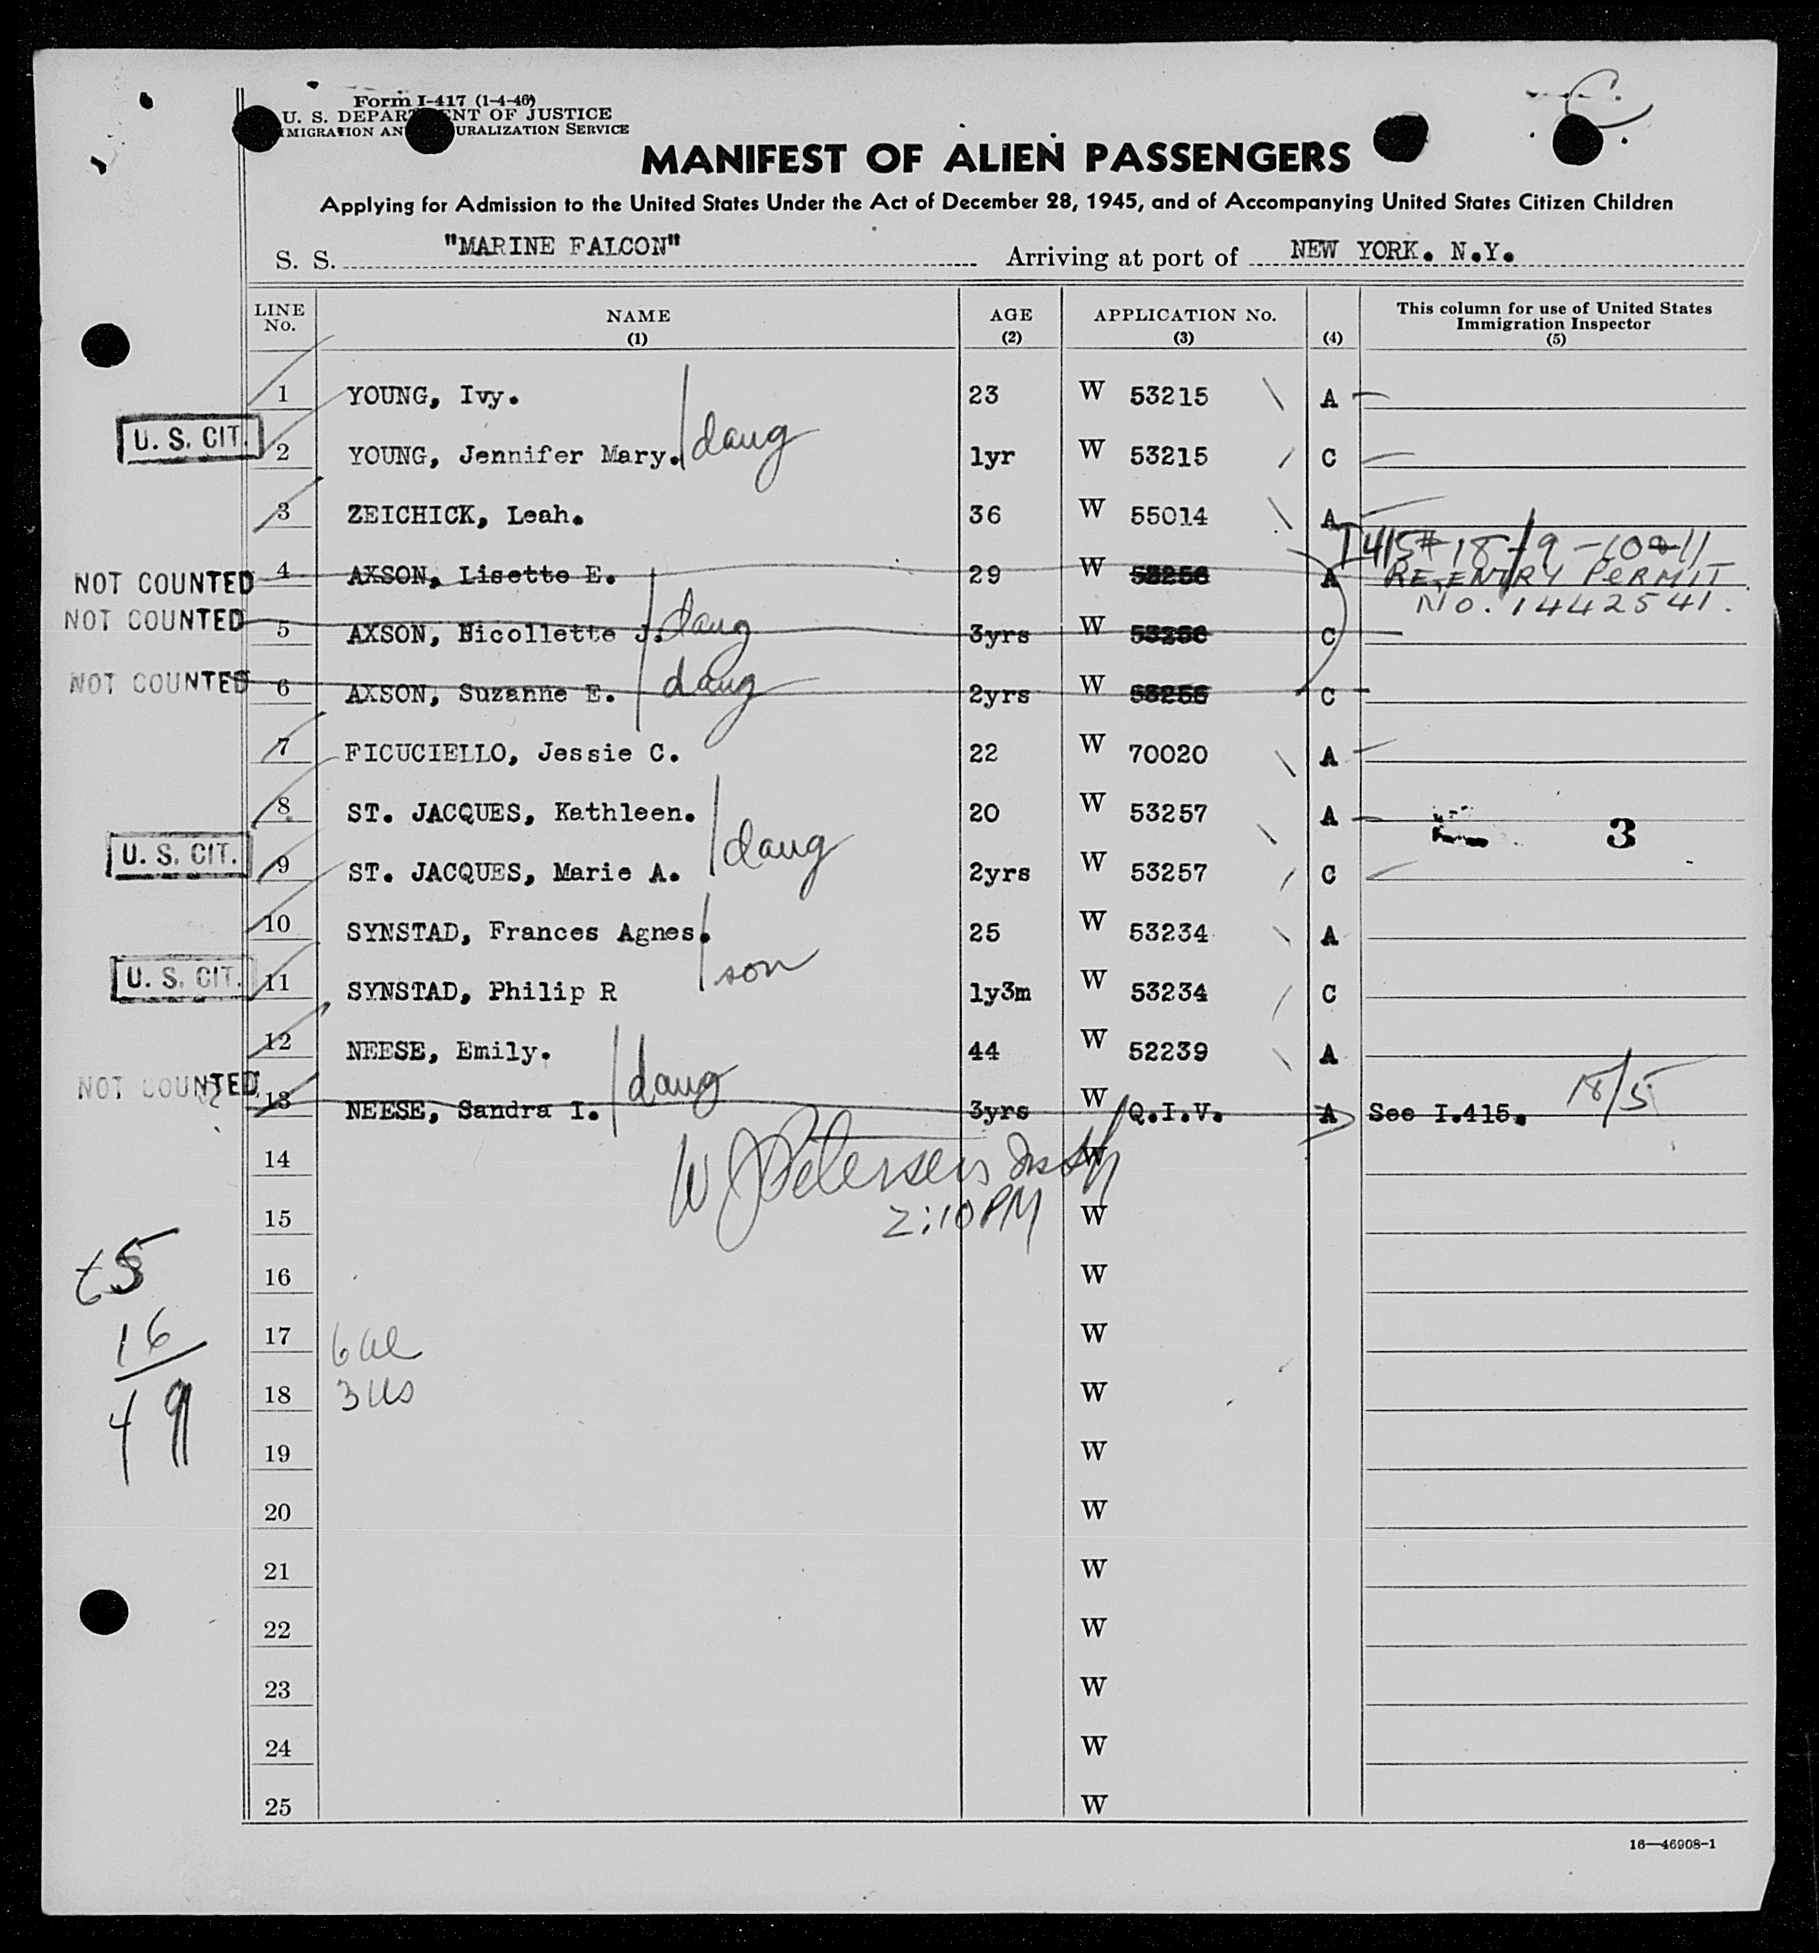 Form I-417 (1-4-46)
U. S. DEPARTMENT OF JUSTICE
IMMIGRATION AND NATURALIZATION SERVICE
MANIFEST OF ALIEN PASSENGERS
Applying for Admission to the United States Under the Act of December 28, 1945, and of Accompanying United States Citizen Children
S. S. "MARINE FALCON" Arriving at port of NEW YORK. N.Y.
LINE No. NAME (1) AGE (2) APPLICATION No. (3) (4) This column for use of United States Immigration Inspector (5)
1 YOUNG, Ivy. 23 W 53215 A
U. S. CIT. 2 YOUNG, Jennifer Mary. daug 1yr W 53215 C
3 ZEICHICK, Leah. 36 W 55014 A
I 415#
NOT COUNTED 4 AXSON, Lisette E. 29 W 53256 A RE-ENTRY PERMIT
No. 1442541.
NOT COUNTED 5 AXSON, Nicollette J. daug 3yrs W 53256 C
NOT COUNTED 6 AXSON, Suzanne E. daug 2yrs W 53256 C
7 FICUCIELLO, Jessie C. 22 W 70020 A
8 ST. JACQUES, Kathleen. 20 W 53257 A 3
U. S. CIT. 9 ST. JACQUES, Marie A. daug 2yrs W 53257 C
10 SYNSTAD, Frances Agnes. 25 W 53234 A
U. S. CIT. 11 SYNSTAD, Philip R son 1y3m W 53234 C
12 NEESE, Emily. 44 W 52239 A
NOT COUNTED 13 NEESE, Sandra I. daug 3yrs W Q.I.V. A See I.415. 18/5
14 W J Petersen W
15 2:10 PM W
16 W
16
17 W
49
18 3 US W
19 W
20 W
21 W
22 W
23 W
24 W
25 W
16—46908-1